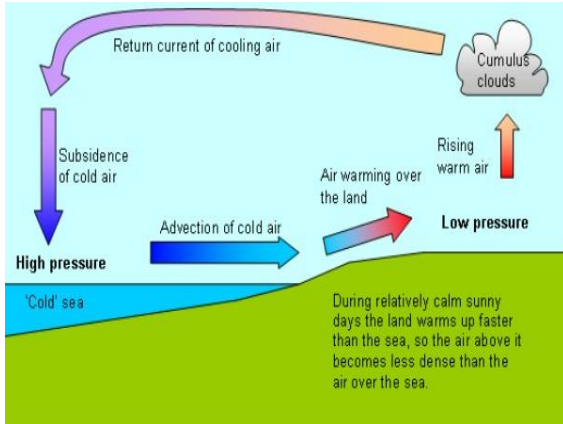 Return current of cooling air
Cumulus
clouds
Subsidence
of cold air
Rising
warm air
Air warming over
the land
Advection of cold air
Low pressure
High pressure
'Cold' sea
During relatively calm sunny
days the land warms up faster
than the sea, so the air above it
becomes less dense than the
air over the sea.